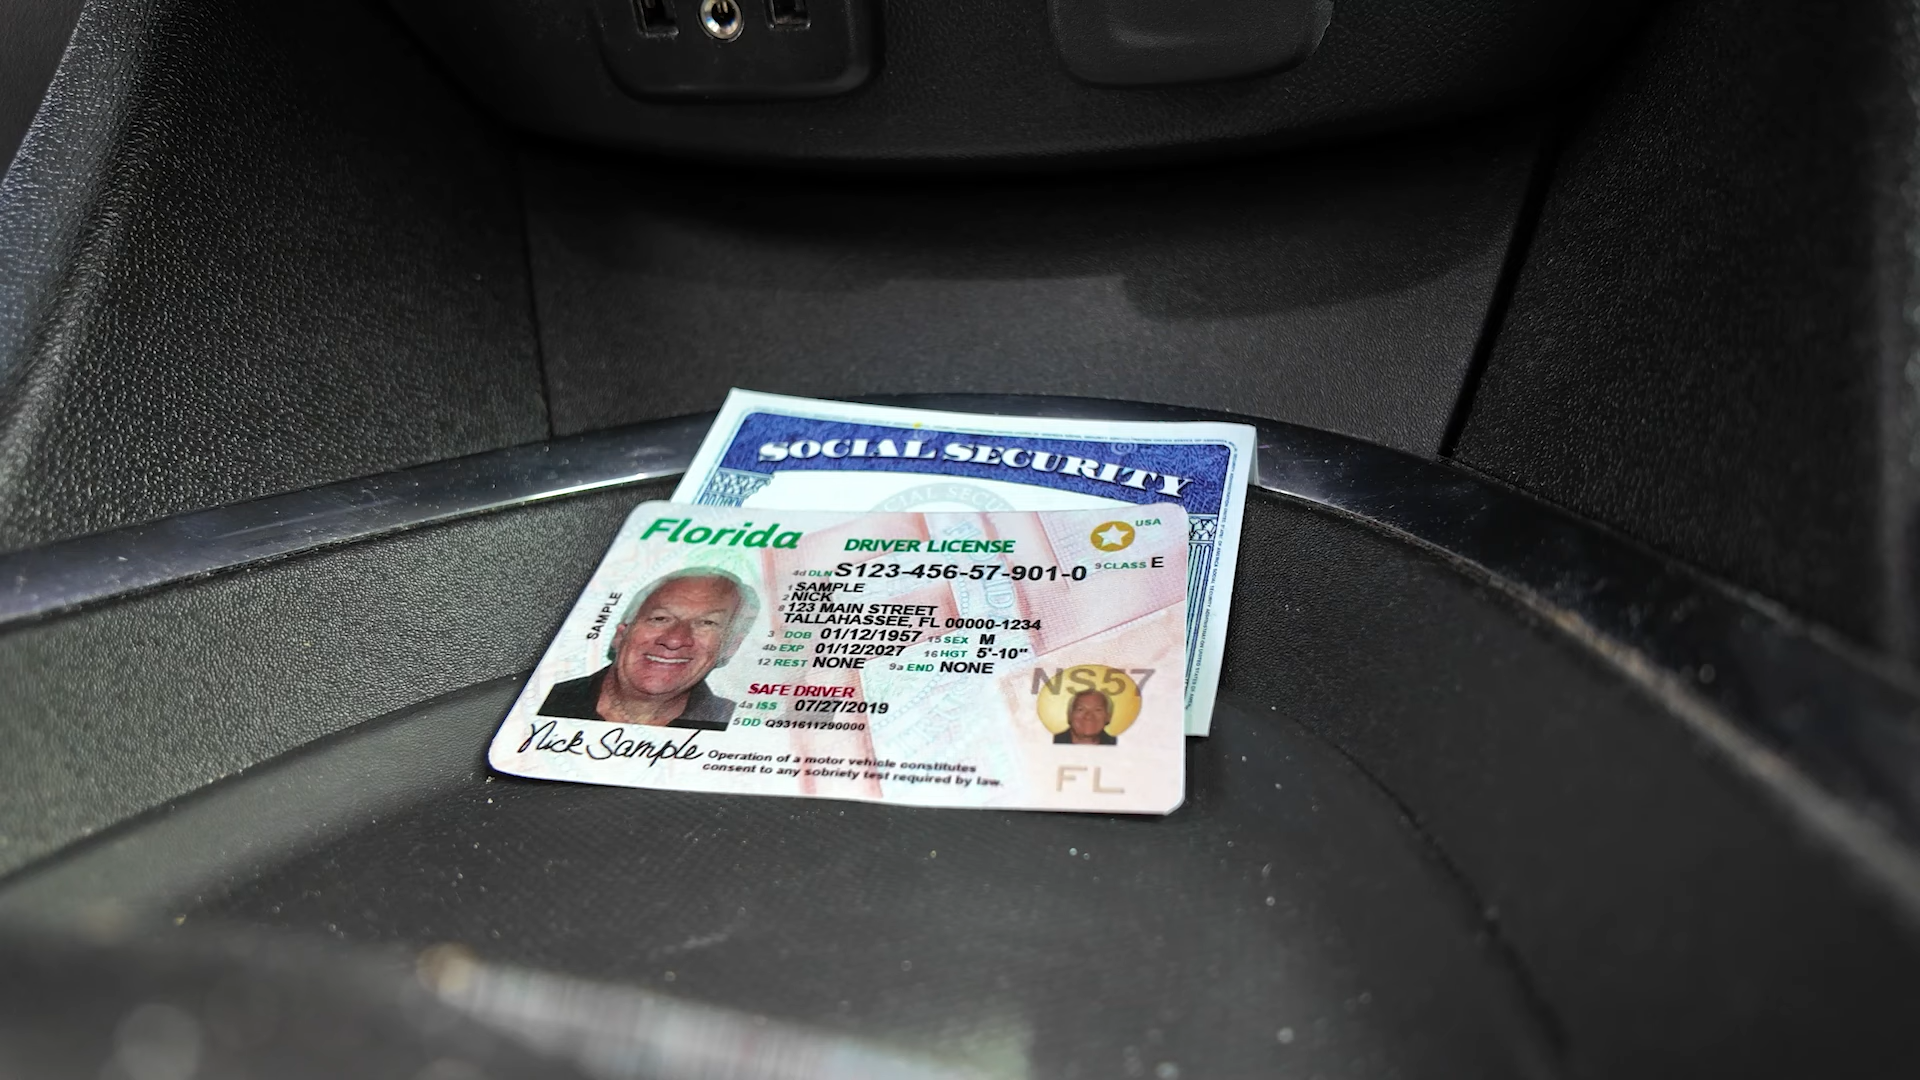 SOCIAL SECURITY
CIAL SECU
Florida
DRIVER LICENSE
USA
4d DLN S123-456-57-901-0 9 CLASS E
1 SAMPLE
2 NICK
8 123 MAIN STREET
TALLAHASSEE, FL 00000-1234
3 DOB 01/12/1957 15 SEX M
4b EXP 01/12/2027 16 HGT 5'-10"
12 REST NONE 9a END NONE
SAMPLE
NS57
SAFE DRIVER
4a ISS 07/27/2019
5 DD Q931611290000
Nick Sample
Operation of a motor vehicle constitutes
consent to any sobriety test required by law.
FL